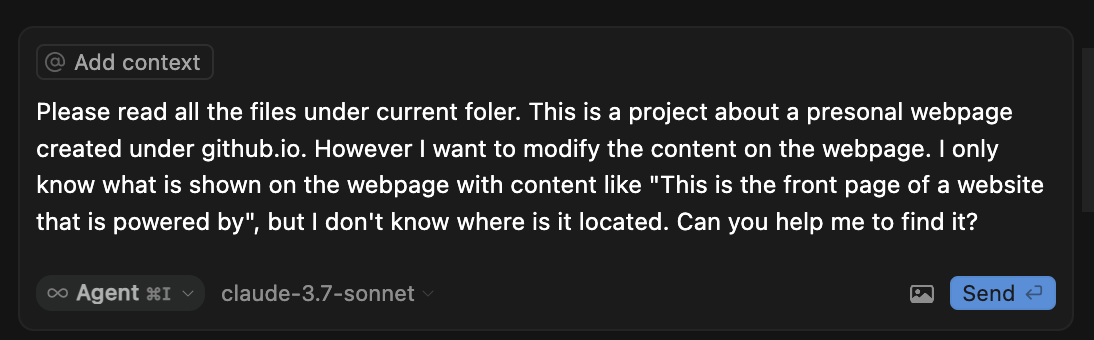 @ Add context
Please read all the files under current foler. This is a project about a presonal webpage
created under github.io. However I want to modify the content on the webpage. I only
know what is shown on the webpage with content like "This is the front page of a website
that is powered by", but I don't know where is it located. Can you help me to find it?
∞ Agent ⌘I claude-3.7-sonnet Send ⏎